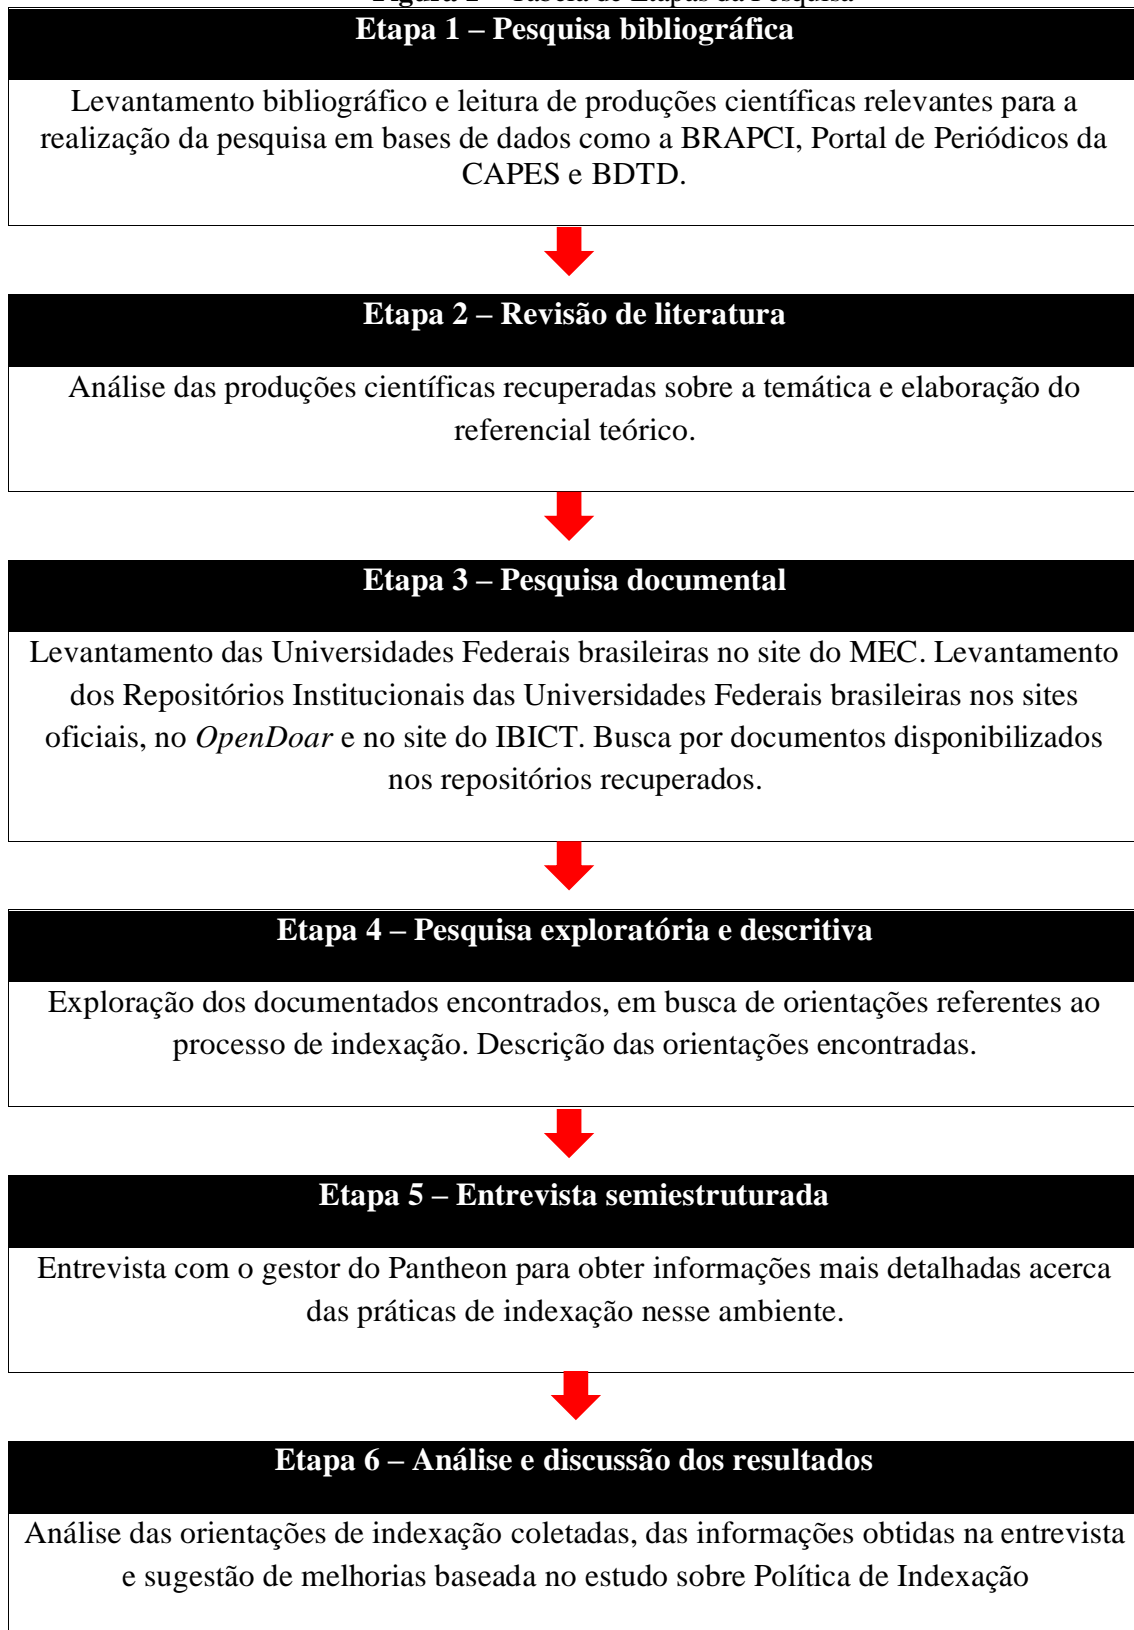 Figura 1 – Tabela de Etapas da Pesquisa
Etapa 1 – Pesquisa bibliográfica
Levantamento bibliográfico e leitura de produções científicas relevantes para a
realização da pesquisa em bases de dados como a BRAPCI, Portal de Periódicos da
CAPES e BDTD.
Etapa 2 – Revisão de literatura
Análise das produções científicas recuperadas sobre a temática e elaboração do
referencial teórico.
Etapa 3 – Pesquisa documental
Levantamento das Universidades Federais brasileiras no site do MEC. Levantamento
dos Repositórios Institucionais das Universidades Federais brasileiras nos sites
oficiais, no OpenDoar e no site do IBICT. Busca por documentos disponibilizados
nos repositórios recuperados.
Etapa 4 – Pesquisa exploratória e descritiva
Exploração dos documentados encontrados, em busca de orientações referentes ao
processo de indexação. Descrição das orientações encontradas.
Etapa 5 – Entrevista semiestruturada
Entrevista com o gestor do Pantheon para obter informações mais detalhadas acerca
das práticas de indexação nesse ambiente.
Etapa 6 – Análise e discussão dos resultados
Análise das orientações de indexação coletadas, das informações obtidas na entrevista
e sugestão de melhorias baseada no estudo sobre Política de Indexação